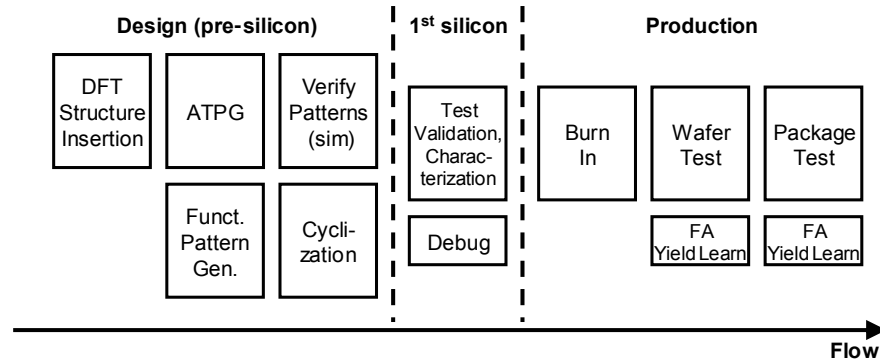 Design (pre-silicon)
1st silicon
Production
DFT
Structure
Insertion
ATPG
Verify
Patterns
(sim)
Test
Validation,
Charac-
terization
Burn
In
Wafer
Test
Package
Test
Funct.
Pattern
Gen.
Cycli-
zation
Debug
FA
Yield Learn
FA
Yield Learn
Flow